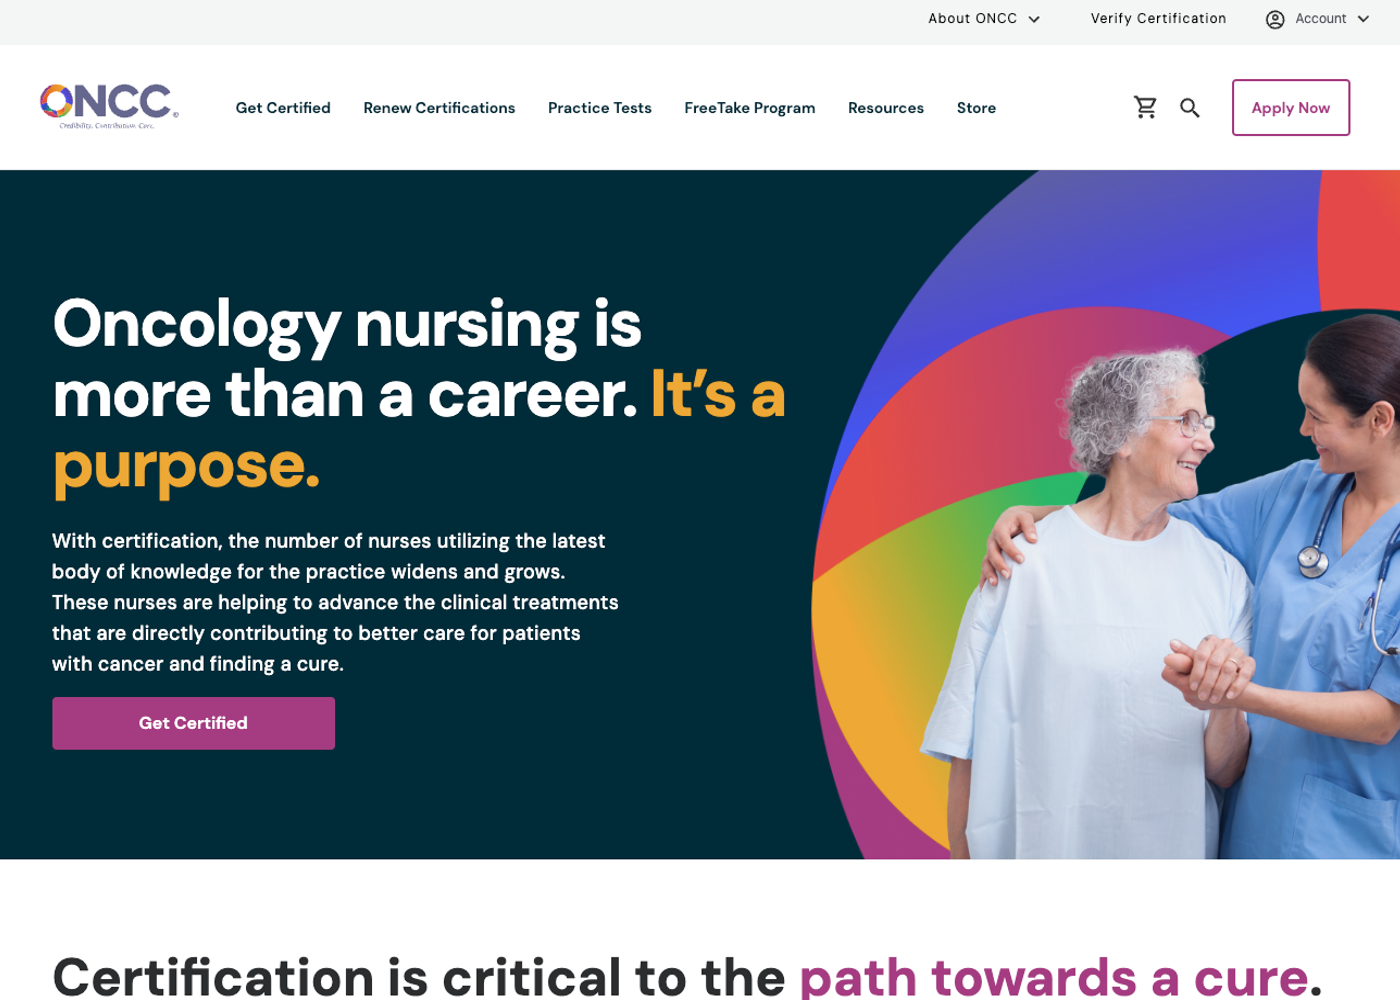 About ONCC
Verify Certification
Account
ONCC®
Credibility. Contribution. Care.
Get Certified
Renew Certifications
Practice Tests
FreeTake Program
Resources
Store
Apply Now
Oncology nursing is
more than a career. It's a
purpose.
With certification, the number of nurses utilizing the latest
body of knowledge for the practice widens and grows.
These nurses are helping to advance the clinical treatments
that are directly contributing to better care for patients
with cancer and finding a cure.
Get Certified
Certification is critical to the path towards a cure.